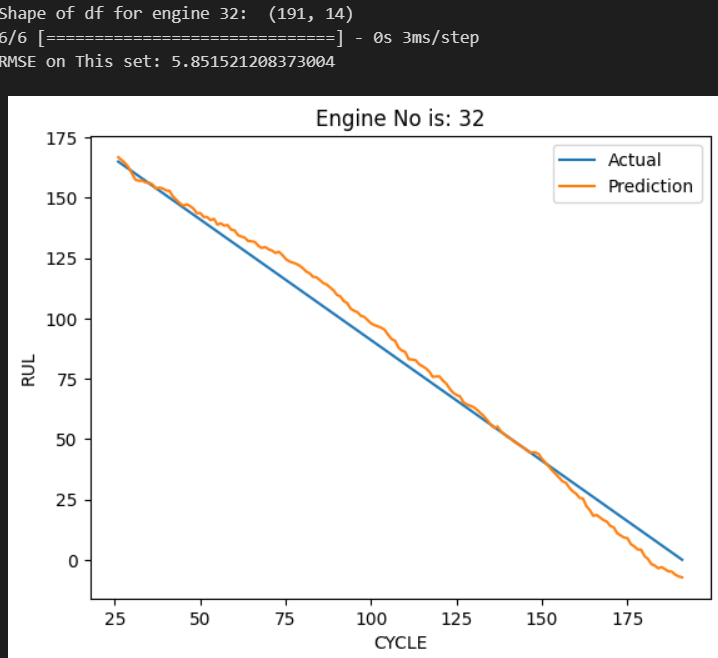 Shape of df for engine 32:  (191, 14)
6/6 [==============================] - 0s 3ms/step
RMSE on This set: 5.851521208373004
Engine No is: 32
Actual
Prediction
175
150
125
100
75
50
25
0
RUL
25 50 75 100 125 150 175
CYCLE